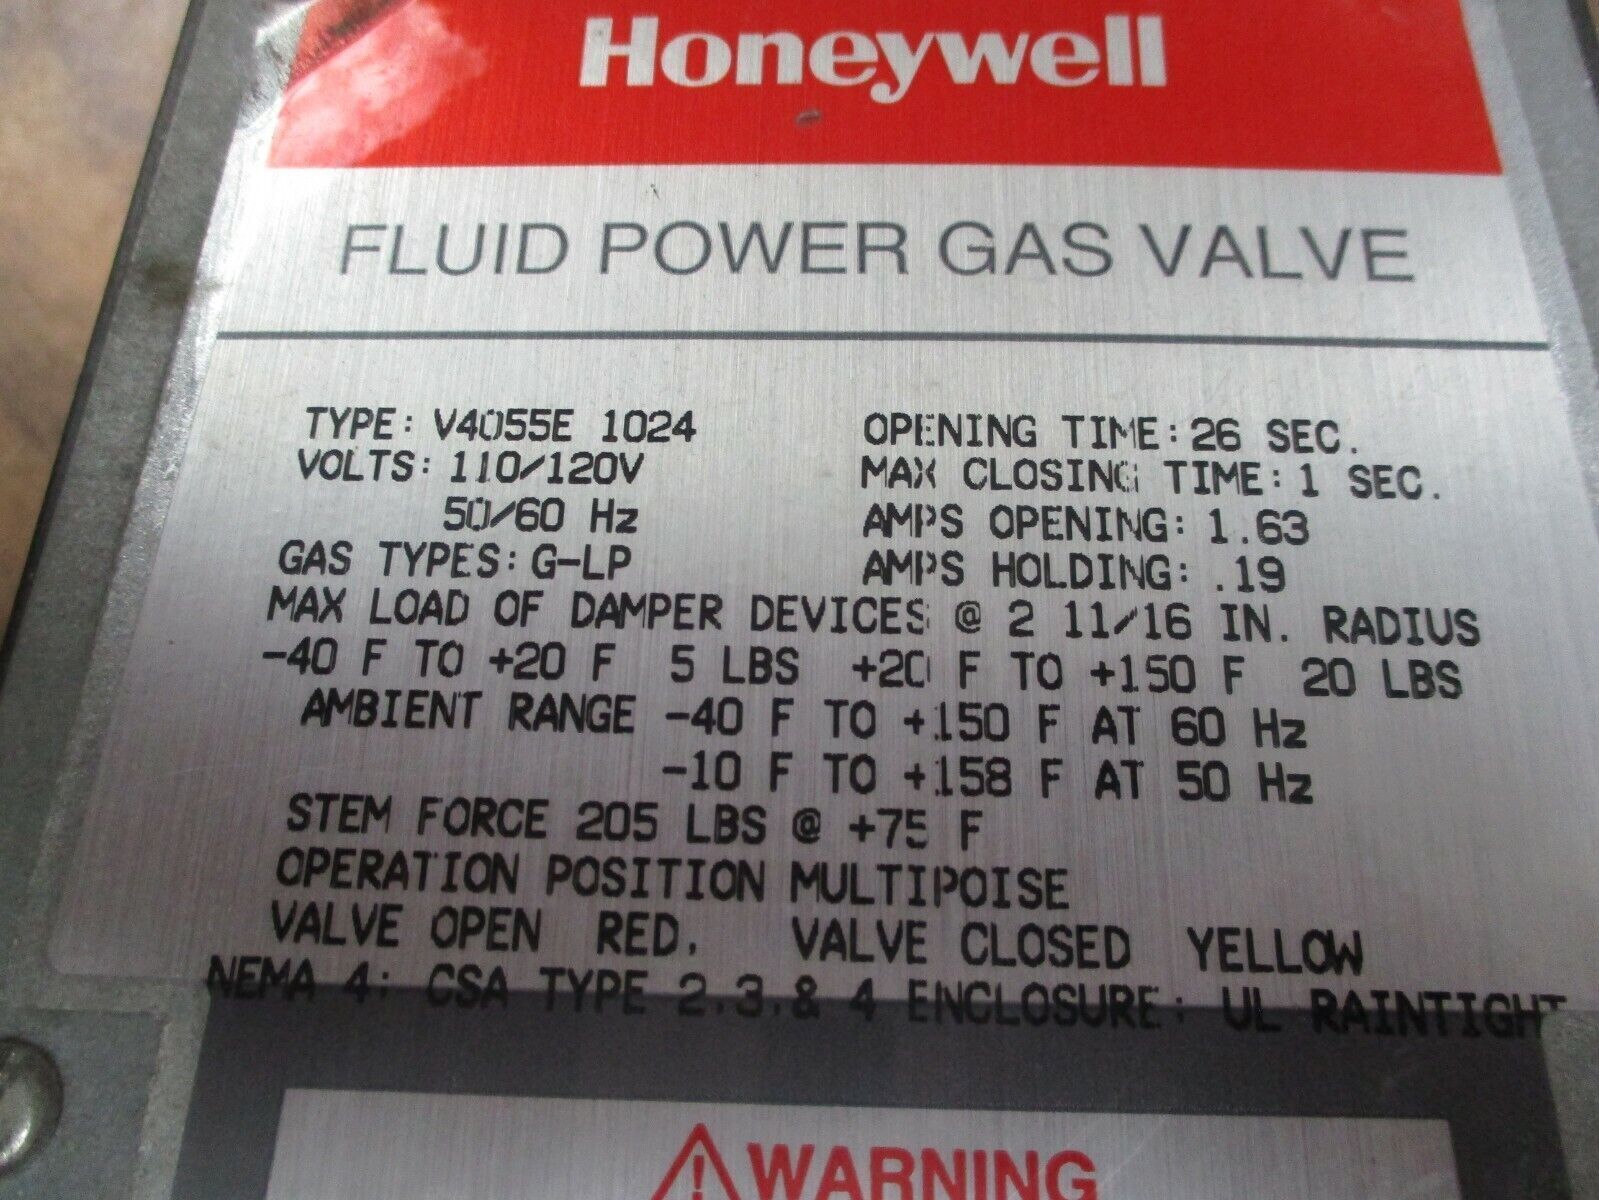 Honeywell
FLUID POWER GAS VALVE
TYPE: V4055E 1024
VOLTS: 110/120V
50/60 Hz
GAS TYPES: G-LP
OPENING TIME: 26 SEC.
MAX CLOSING TIME: 1 SEC.
AMPS OPENING: 1.63
AMPS HOLDING: .19
MAX LOAD OF DAMPER DEVICES @ 2 11/16 IN. RADIUS
-40 F TO +20 F 5 LBS +20 F TO +150 F 20 LBS
AMBIENT RANGE -40 F TO +150 F AT 60 Hz
-10 F TO +158 F AT 50 Hz
STEM FORCE 205 LBS @ +75 F
OPERATION POSITION MULTIPOISE
VALVE OPEN RED. VALVE CLOSED YELLOW
NEMA 4: CSA TYPE 2.3.& 4 ENCLOSURE: UL RAINTIGHT
WARNING